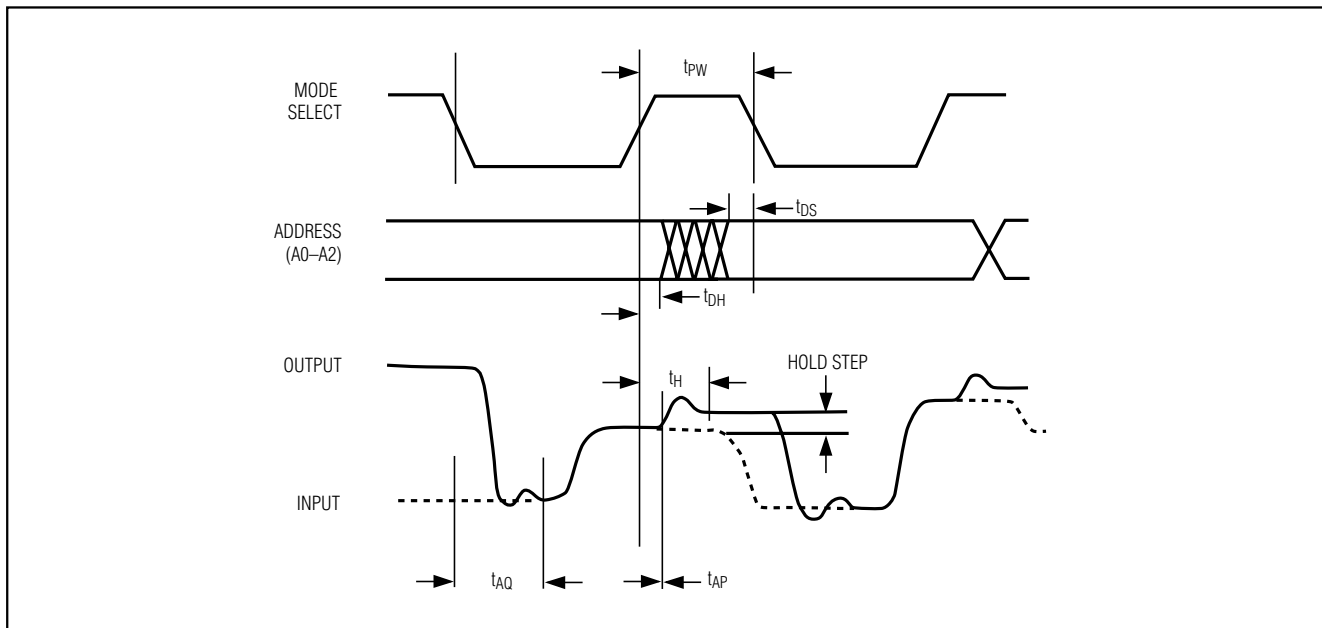 MODE
SELECT
tPW
ADDRESS
(A0–A2)
tDS
tDH
OUTPUT
HOLD STEP
tH
INPUT
tAQ
tAP